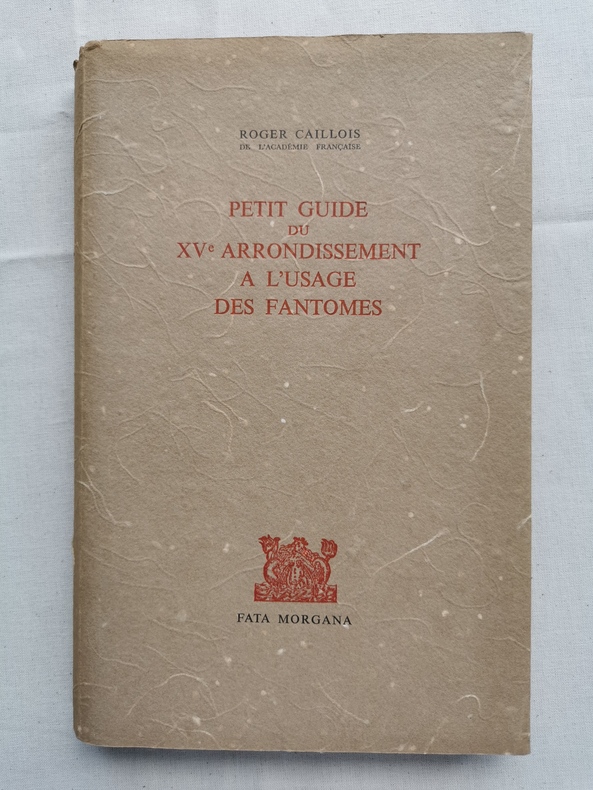 ROGER CAILLOIS
DE L'ACADÉMIE FRANÇAISE
PETIT GUIDE
DU
XVe ARRONDISSEMENT
A L'USAGE
DES FANTOMES
FATA MORGANA